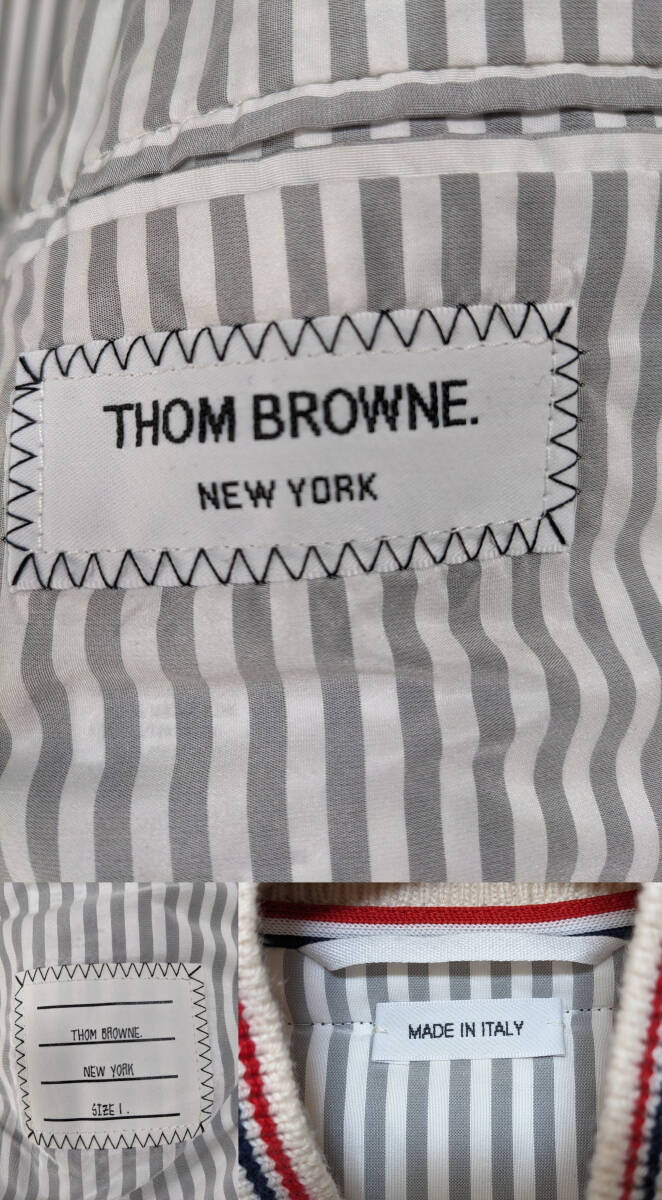 THOM BROWNE.
NEW YORK
THOM BROWNE.
NEW YORK
SIZE 1.
MADE IN ITALY